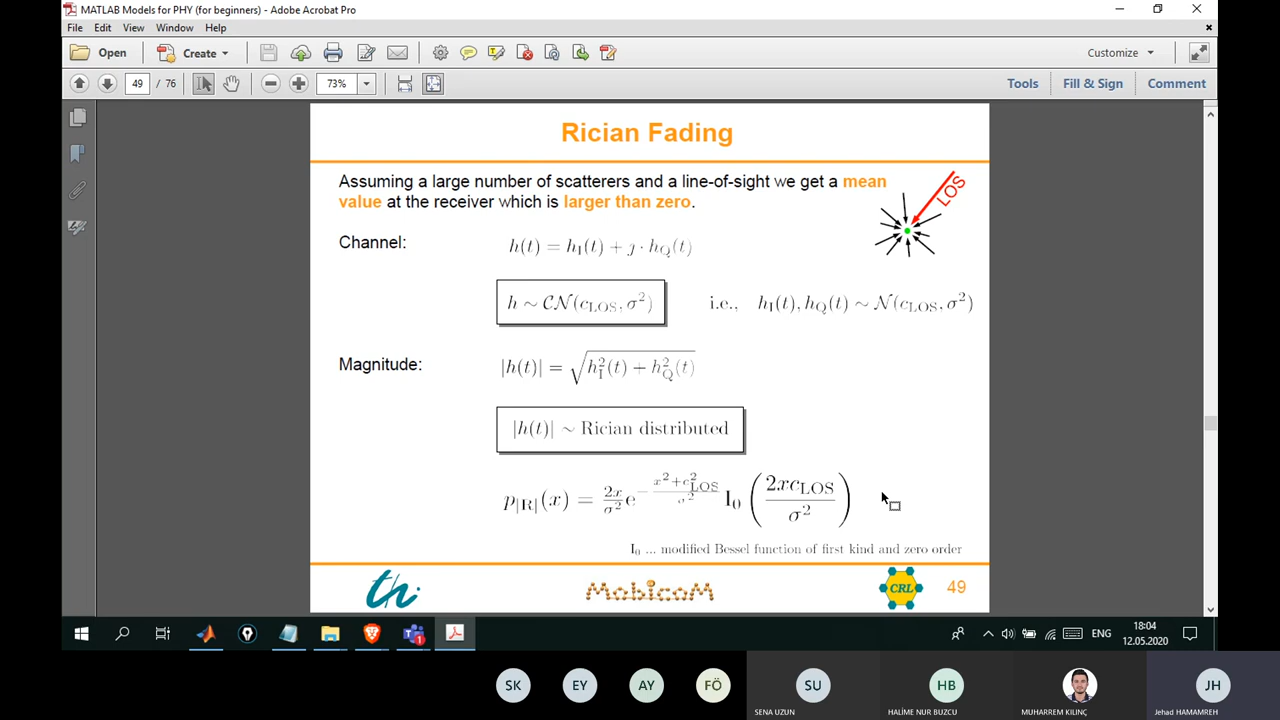 MATLAB Models for PHY (for beginners) - Adobe Acrobat Pro
File Edit View Window Help
Open Create Customize
49 / 76 73% Tools Fill & Sign Comment
Rician Fading
Assuming a large number of scatterers and a line-of-sight we get a mean
value at the receiver which is larger than zero.
LOS
Channel: h(t) = h_I(t) + j · h_Q(t)
h ∼ 𝒞𝒩(c_LOS, σ²) i.e., h_I(t), h_Q(t) ∼ 𝒩(c_LOS, σ²)
Magnitude: |h(t)| = √(h_I²(t) + h_Q²(t))
|h(t)| ∼ Rician distributed
p_|R|(x) = 2x/σ² e^(−(x²+c²_LOS)/σ²) I₀(2xc_LOS/σ²)
I₀ ... modified Bessel function of first kind and zero order
th MobicoM CRL 49
ENG 18:04
12.05.2020
SK EY AY FÖ SU HB JH
SENA UZUN HALİME NUR BUZCU MUHARREM KILINÇ Jehad HAMAMREH